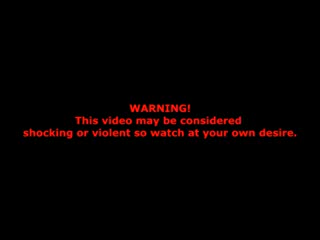 WARNING!
This video may be considered
shocking or violent so watch at your own desire.